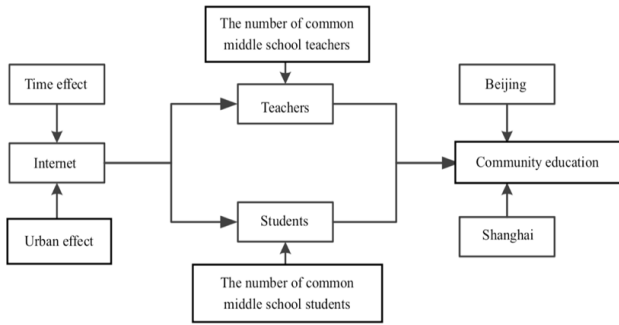 The number of common
middle school teachers
Time effect
Teachers
Beijing
Internet
Community education
Students
Urban effect
Shanghai
The number of common
middle school students